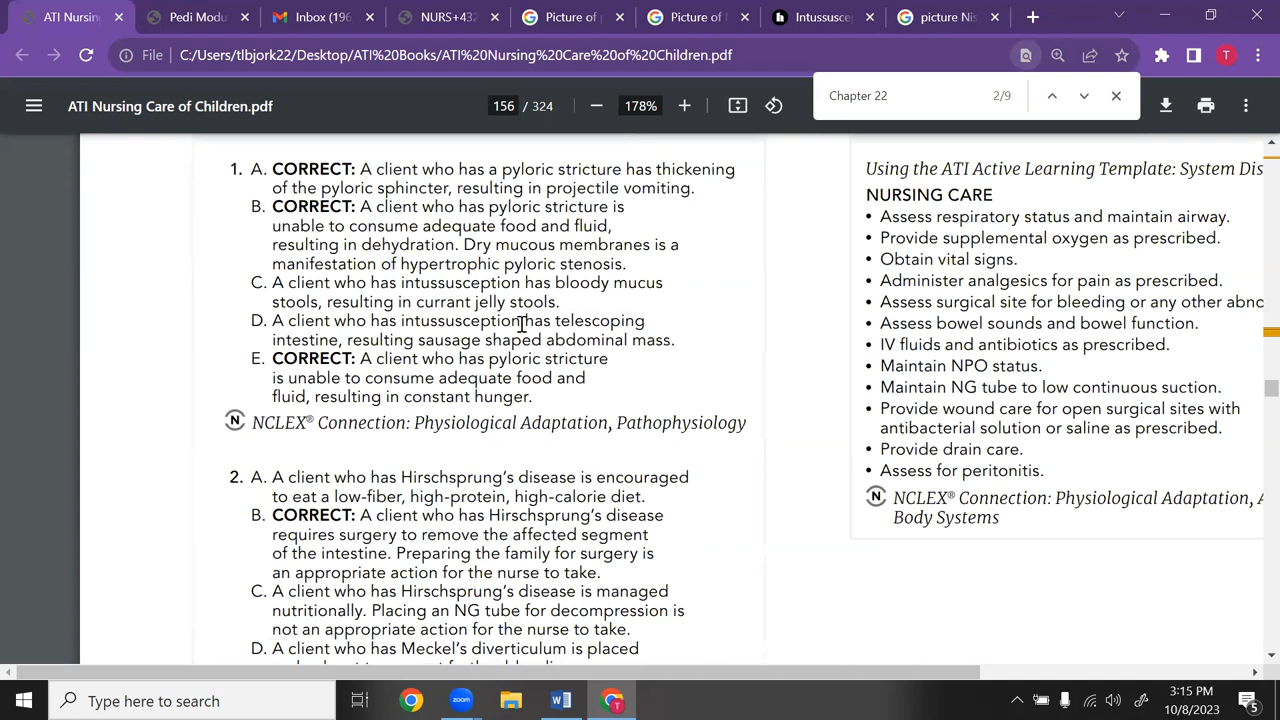 ATI Nursing
Pedi Modu
Inbox (196
NURS+432
Picture of p
Picture of
Intussusce
picture Nis
File C:/Users/tlbjork22/Desktop/ATI%20Books/ATI%20Nursing%20Care%20of%20Children.pdf
T
ATI Nursing Care of Children.pdf
156 / 324
178%
Chapter 22
2/9
1. A. CORRECT: A client who has a pyloric stricture has thickening
of the pyloric sphincter, resulting in projectile vomiting.
B. CORRECT: A client who has pyloric stricture is
unable to consume adequate food and fluid,
resulting in dehydration. Dry mucous membranes is a
manifestation of hypertrophic pyloric stenosis.
C. A client who has intussusception has bloody mucus
stools, resulting in currant jelly stools.
D. A client who has intussusception has telescoping
intestine, resulting sausage shaped abdominal mass.
E. CORRECT: A client who has pyloric stricture
is unable to consume adequate food and
fluid, resulting in constant hunger.
N NCLEX® Connection: Physiological Adaptation, Pathophysiology
2. A. A client who has Hirschsprung's disease is encouraged
to eat a low-fiber, high-protein, high-calorie diet.
B. CORRECT: A client who has Hirschsprung's disease
requires surgery to remove the affected segment
of the intestine. Preparing the family for surgery is
an appropriate action for the nurse to take.
C. A client who has Hirschsprung's disease is managed
nutritionally. Placing an NG tube for decompression is
not an appropriate action for the nurse to take.
D. A client who has Meckel's diverticulum is placed
Using the ATI Active Learning Template: System Dis
NURSING CARE
• Assess respiratory status and maintain airway.
• Provide supplemental oxygen as prescribed.
• Obtain vital signs.
• Administer analgesics for pain as prescribed.
• Assess surgical site for bleeding or any other abno
• Assess bowel sounds and bowel function.
• IV fluids and antibiotics as prescribed.
• Maintain NPO status.
• Maintain NG tube to low continuous suction.
• Provide wound care for open surgical sites with
antibacterial solution or saline as prescribed.
• Provide drain care.
• Assess for peritonitis.
N NCLEX® Connection: Physiological Adaptation, A
Body Systems
Type here to search
zoom
T
3:15 PM
10/8/2023
5